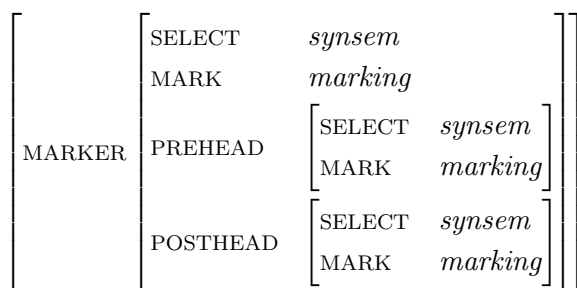 SELECT synsem
MARK marking
MARKER PREHEAD SELECT synsem
MARK marking
POSTHEAD SELECT synsem
MARK marking